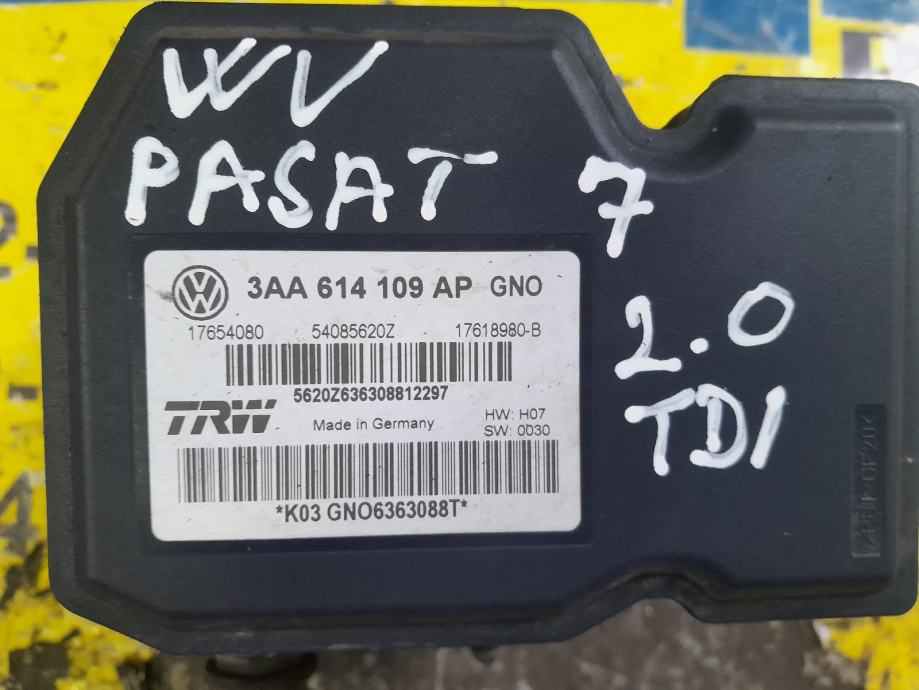 WV
PASAT 7
2.0
TDI
3AA 614 109 AP GNO
17654080 54085620Z 17618980-B
5620Z636308812297
TRW Made in Germany
HW: H07
SW: 0030
*K03 GNO6363088T*